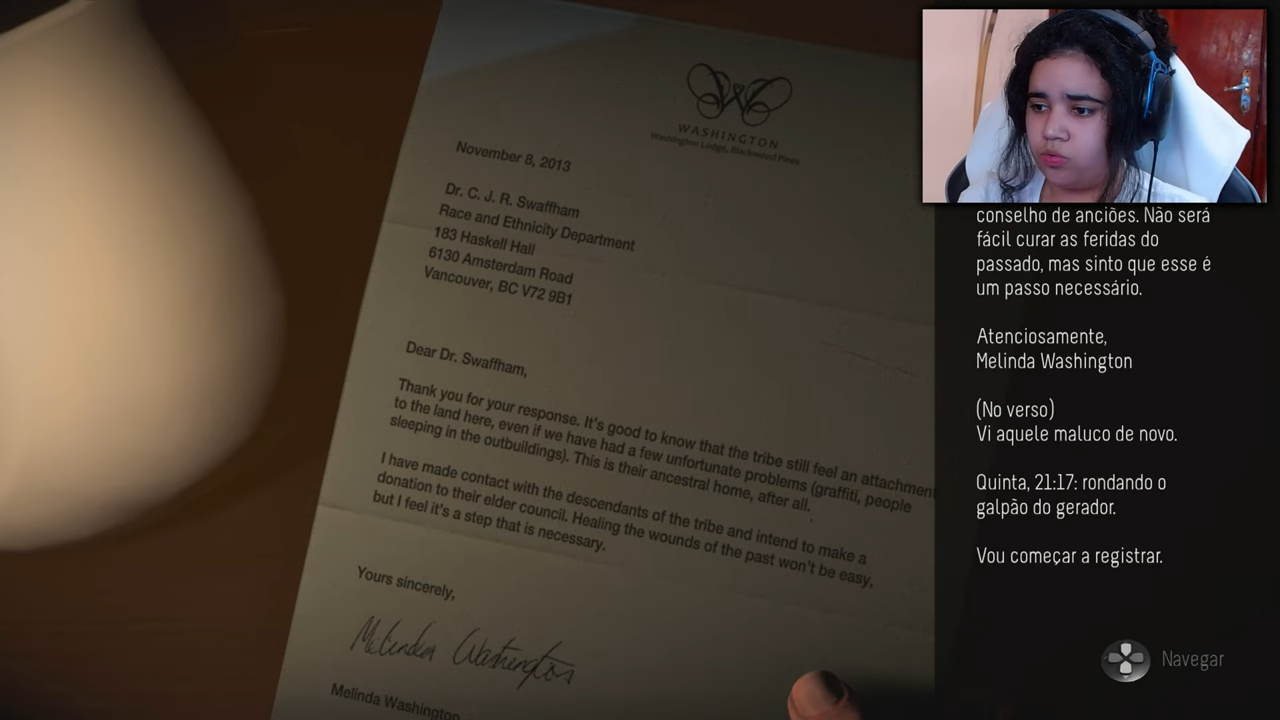 WASHINGTON
Washington Lodge, Blackwood Pines
November 8, 2013
Dr. C. J. R. Swaffham
Race and Ethnicity Department
183 Haskell Hall
6130 Amsterdam Road
Vancouver, BC V72 9B1
Dear Dr. Swaffham,
Thank you for your response. It's good to know that the tribe still feel an attachment
to the land here, even if we have had a few unfortunate problems (graffiti, people
sleeping in the outbuildings). This is their ancestral home, after all.
I have made contact with the descendants of the tribe and intend to make a
donation to their elder council. Healing the wounds of the past won't be easy,
but I feel it's a step that is necessary.
Yours sincerely,
Melinda Washington
Melinda Washington
conselho de anciões. Não será
fácil curar as feridas do
passado, mas sinto que esse é
um passo necessário.
Atenciosamente,
Melinda Washington
(No verso)
Vi aquele maluco de novo.
Quinta, 21:17: rondando o
galpão do gerador.
Vou começar a registrar.
Navegar